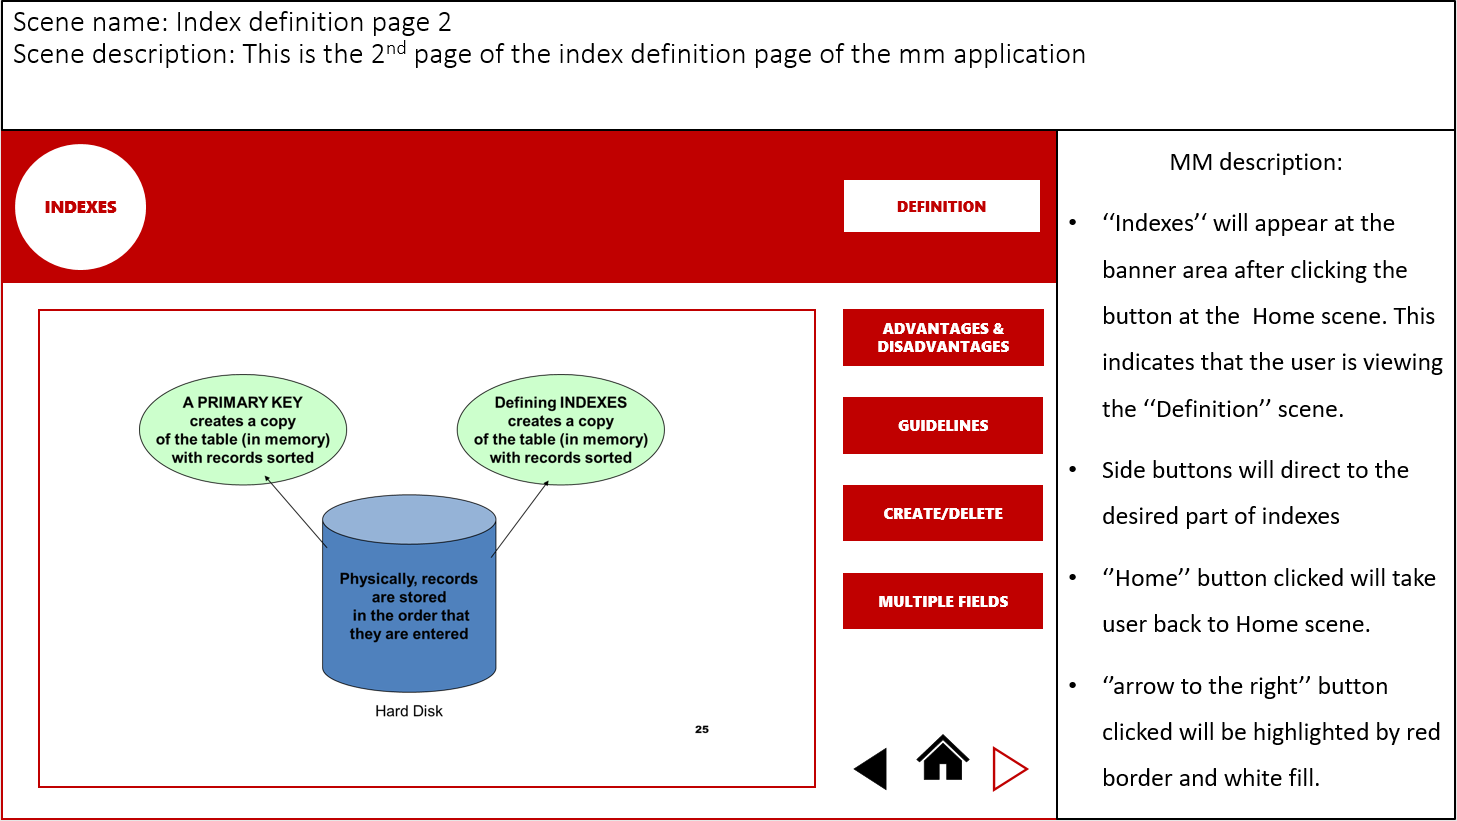 Scene name: Index definition page 2
Scene description: This is the 2nd page of the index definition page of the mm application
INDEXES
DEFINITION
A PRIMARY KEY
creates a copy
of the table (in memory)
with records sorted
Defining INDEXES
creates a copy
of the table (in memory)
with records sorted
Physically, records
are stored
in the order that
they are entered
Hard Disk
25
ADVANTAGES &
DISADVANTAGES
GUIDELINES
CREATE/DELETE
MULTIPLE FIELDS
MM description:
• ‘‘Indexes’‘ will appear at the
banner area after clicking the
button at the  Home scene. This
indicates that the user is viewing
the ‘‘Definition’’ scene.
• Side buttons will direct to the
desired part of indexes
• ‘’Home’’ button clicked will take
user back to Home scene.
• ‘’arrow to the right’’ button
clicked will be highlighted by red
border and white fill.